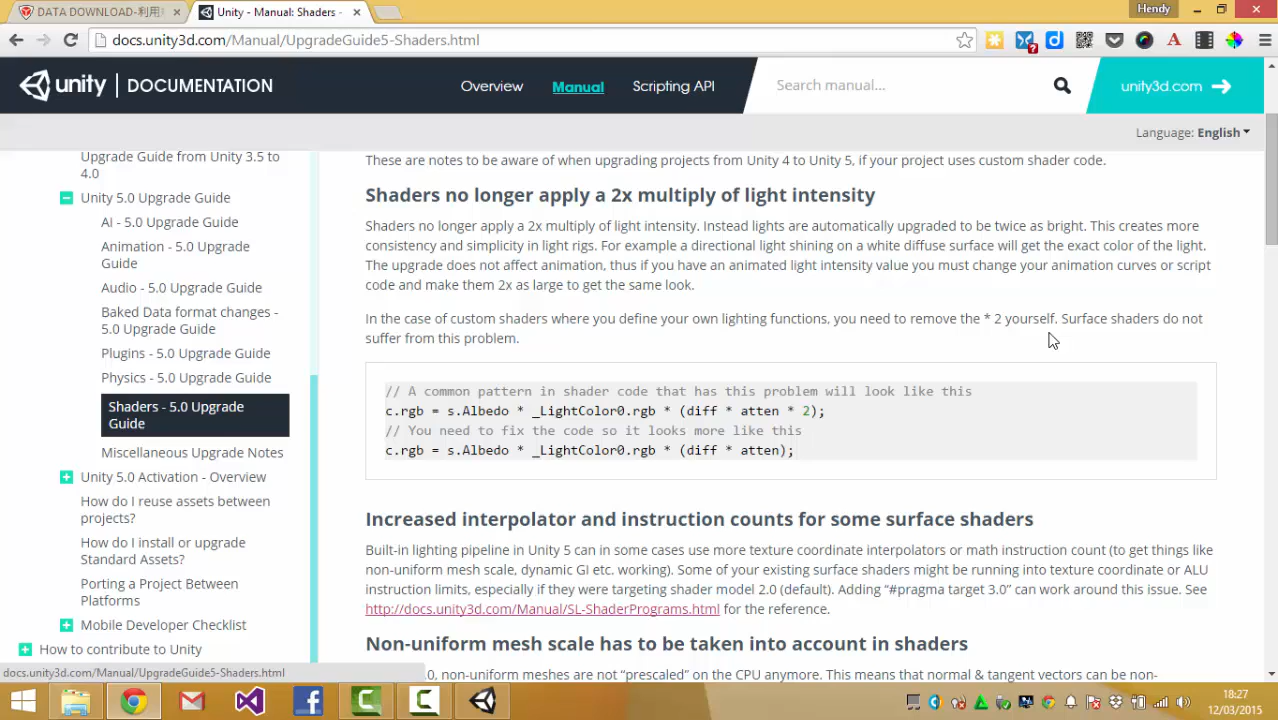 DATA DOWNLOAD-利用
Unity - Manual: Shaders -
Hendy
docs.unity3d.com/Manual/UpgradeGuide5-Shaders.html
unity DOCUMENTATION
Overview Manual Scripting API
Search manual...
unity3d.com
Language: English
Upgrade Guide from Unity 3.5 to
4.0
Unity 5.0 Upgrade Guide
AI - 5.0 Upgrade Guide
Animation - 5.0 Upgrade
Guide
Audio - 5.0 Upgrade Guide
Baked Data format changes -
5.0 Upgrade Guide
Plugins - 5.0 Upgrade Guide
Physics - 5.0 Upgrade Guide
Shaders - 5.0 Upgrade
Guide
Miscellaneous Upgrade Notes
Unity 5.0 Activation - Overview
How do I reuse assets between
projects?
How do I install or upgrade
Standard Assets?
Porting a Project Between
Platforms
Mobile Developer Checklist
How to contribute to Unity
These are notes to be aware of when upgrading projects from Unity 4 to Unity 5, if your project uses custom shader code.
Shaders no longer apply a 2x multiply of light intensity
Shaders no longer apply a 2x multiply of light intensity. Instead lights are automatically upgraded to be twice as bright. This creates more
consistency and simplicity in light rigs. For example a directional light shining on a white diffuse surface will get the exact color of the light.
The upgrade does not affect animation, thus if you have an animated light intensity value you must change your animation curves or script
code and make them 2x as large to get the same look.
In the case of custom shaders where you define your own lighting functions, you need to remove the * 2 yourself. Surface shaders do not
suffer from this problem.
// A common pattern in shader code that has this problem will look like this
c.rgb = s.Albedo * _LightColor0.rgb * (diff * atten * 2);
// You need to fix the code so it looks more like this
c.rgb = s.Albedo * _LightColor0.rgb * (diff * atten);
Increased interpolator and instruction counts for some surface shaders
Built-in lighting pipeline in Unity 5 can in some cases use more texture coordinate interpolators or math instruction count (to get things like
non-uniform mesh scale, dynamic GI etc. working). Some of your existing surface shaders might be running into texture coordinate or ALU
instruction limits, especially if they were targeting shader model 2.0 (default). Adding “#pragma target 3.0” can work around this issue. See
http://docs.unity3d.com/Manual/SL-ShaderPrograms.html for the reference.
Non-uniform mesh scale has to be taken into account in shaders
0, non-uniform meshes are not “prescaled” on the CPU anymore. This means that normal & tangent vectors can be non-
docs.unity3d.com/Manual/UpgradeGuide5-Shaders.html
18:27
12/03/2015